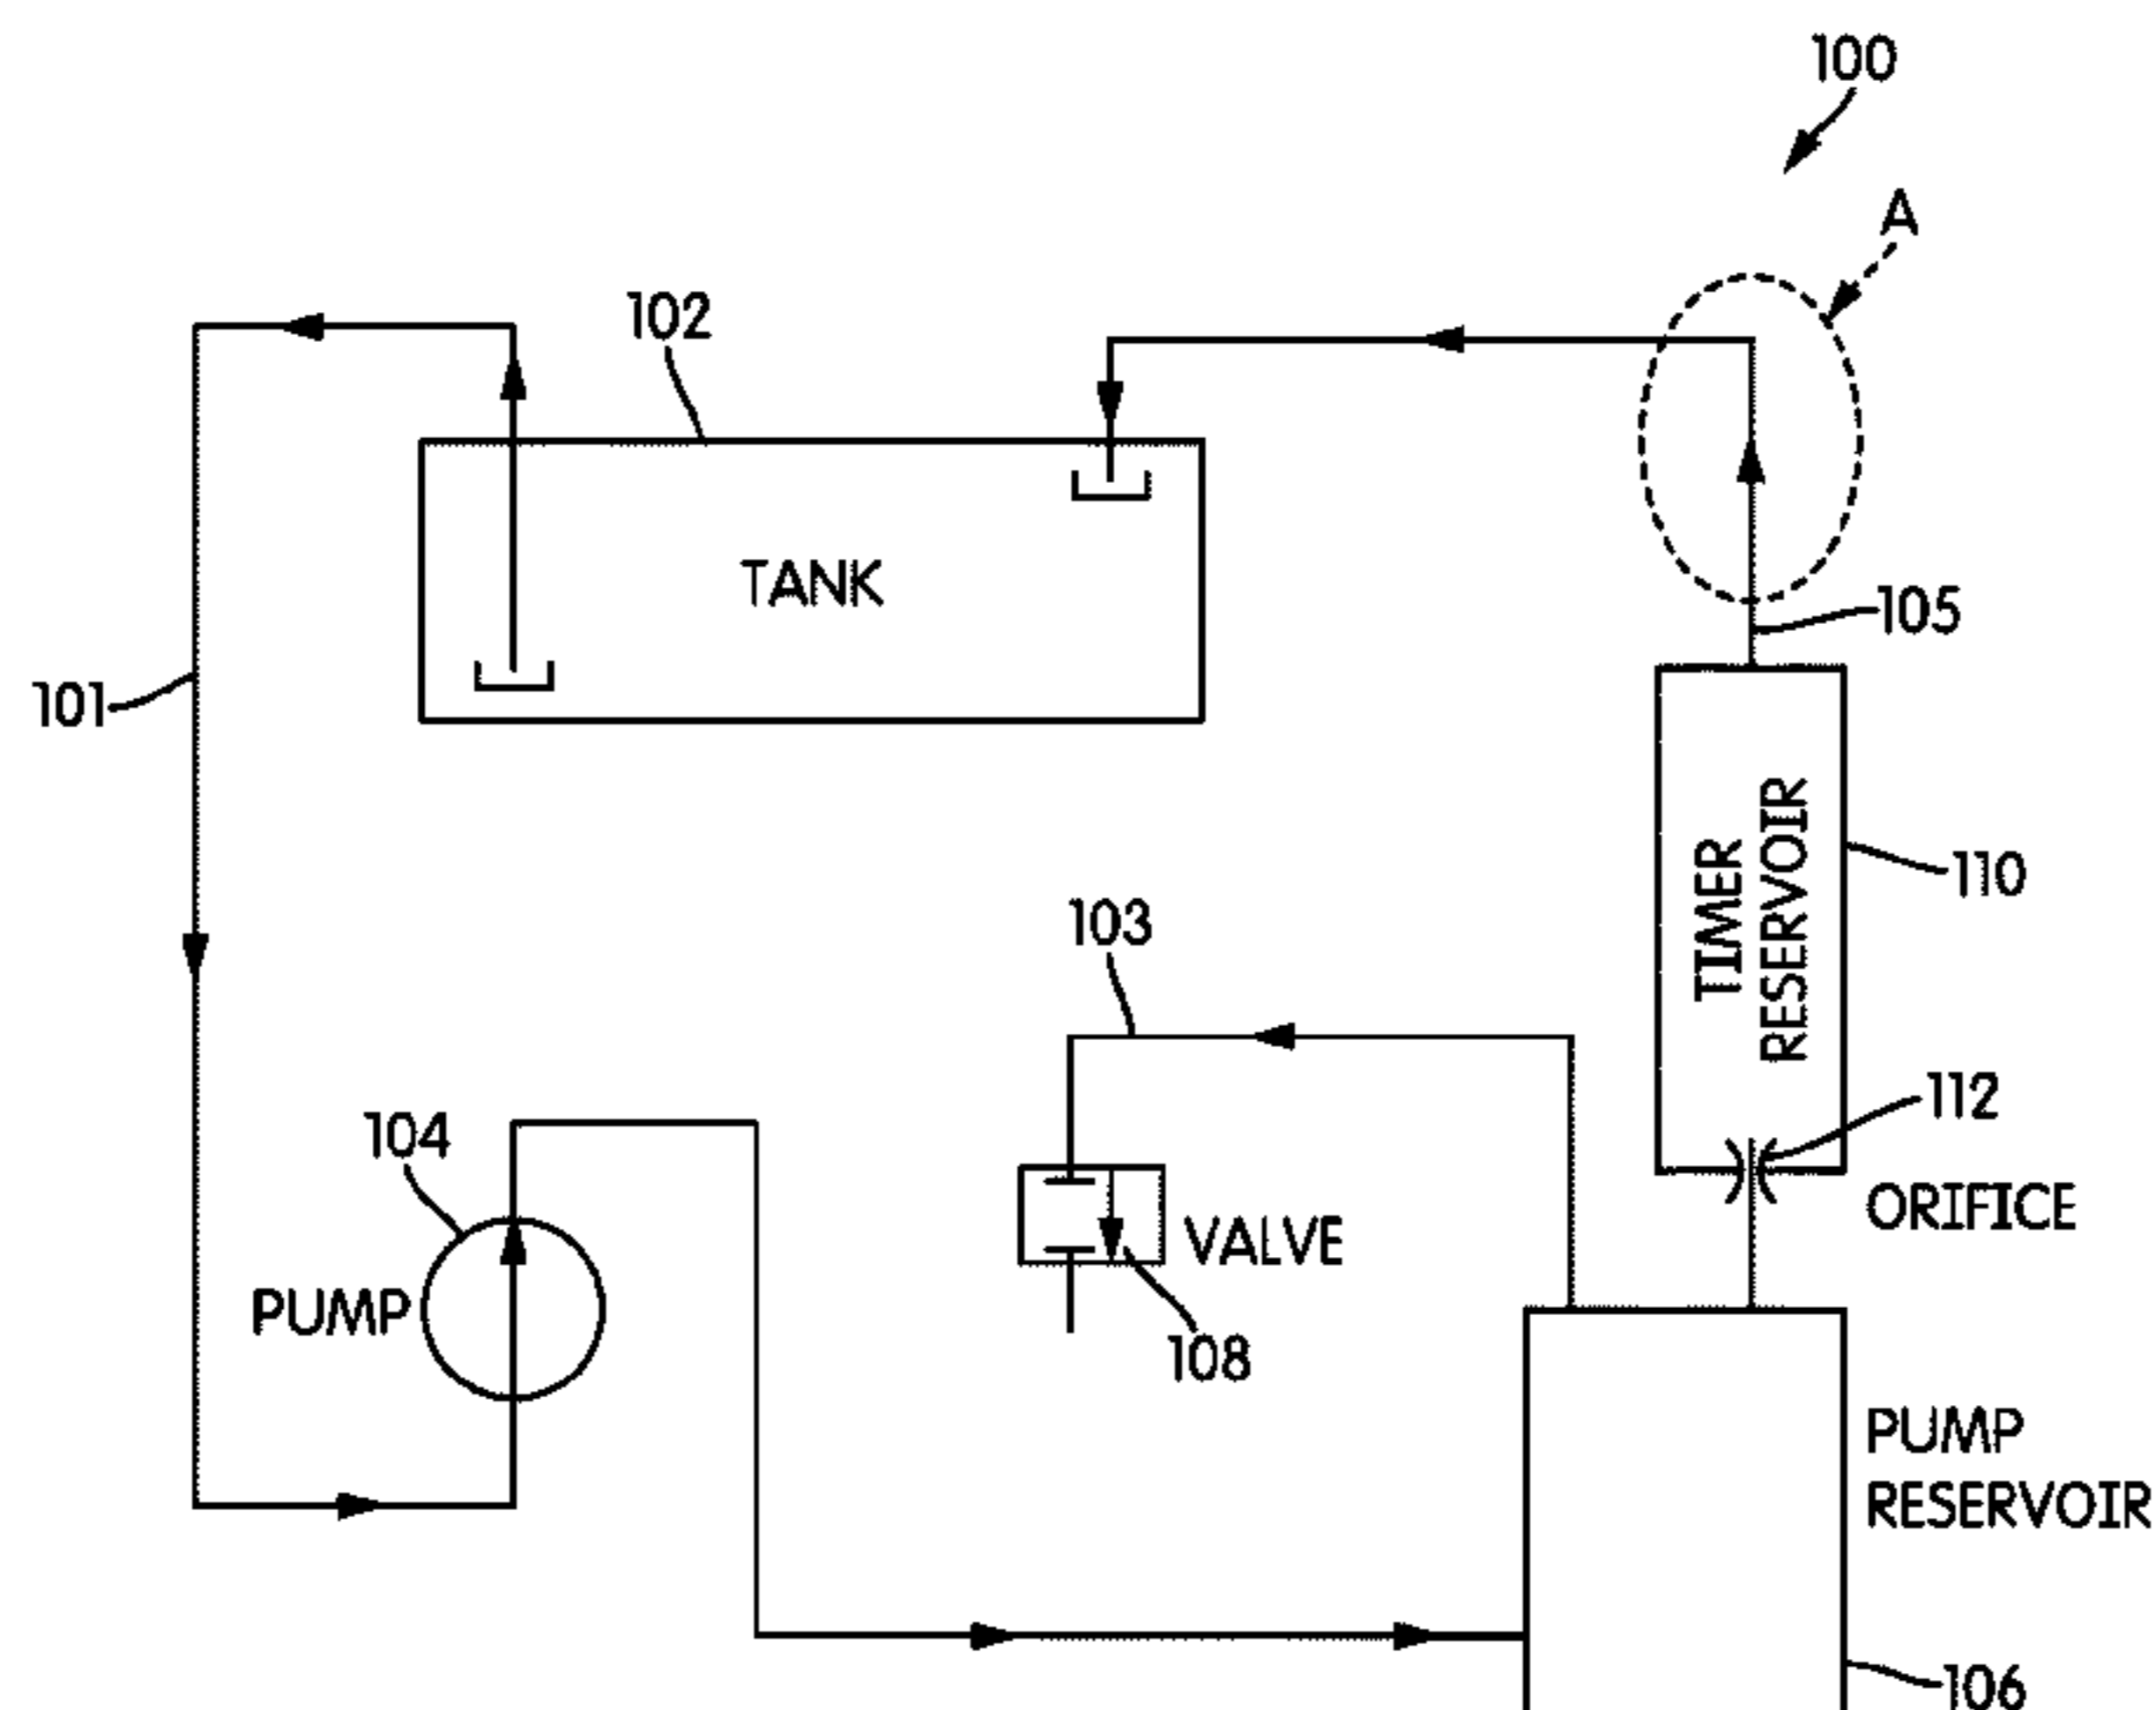 100
A
102
TANK
105
101
TIMER
RESERVOIR
110
103
112
104
ORIFICE
VALVE
PUMP
108
PUMP
RESERVOIR
106